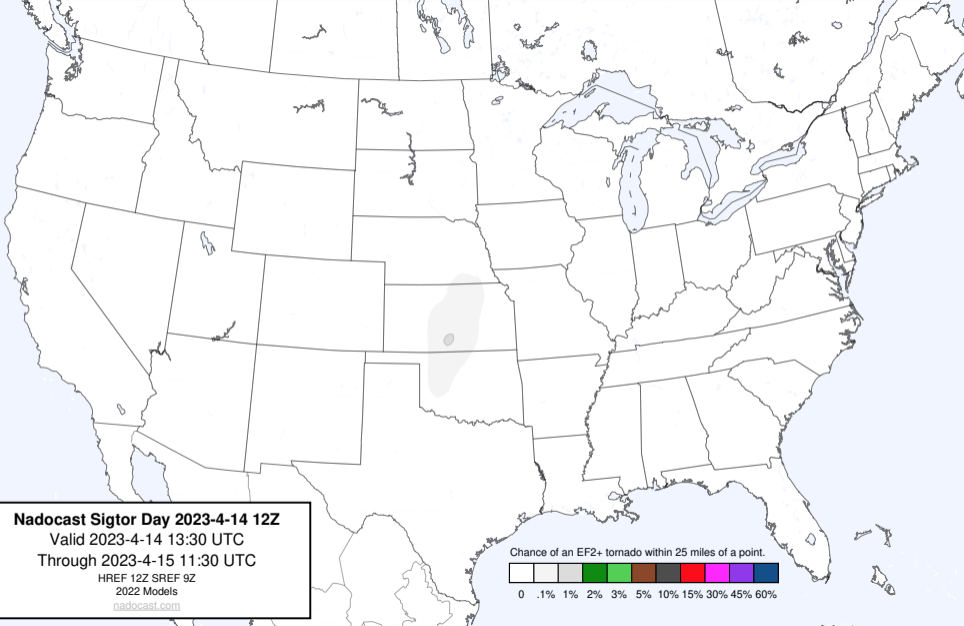 Nadocast Sigtor Day 2023-4-14 12Z
Valid 2023-4-14 13:30 UTC
Through 2023-4-15 11:30 UTC
HREF 12Z SREF 9Z
2022 Models
nadocast.com
Chance of an EF2+ tornado within 25 miles of a point.
0 .1% 1% 2% 3% 5% 10% 15% 30% 45% 60%